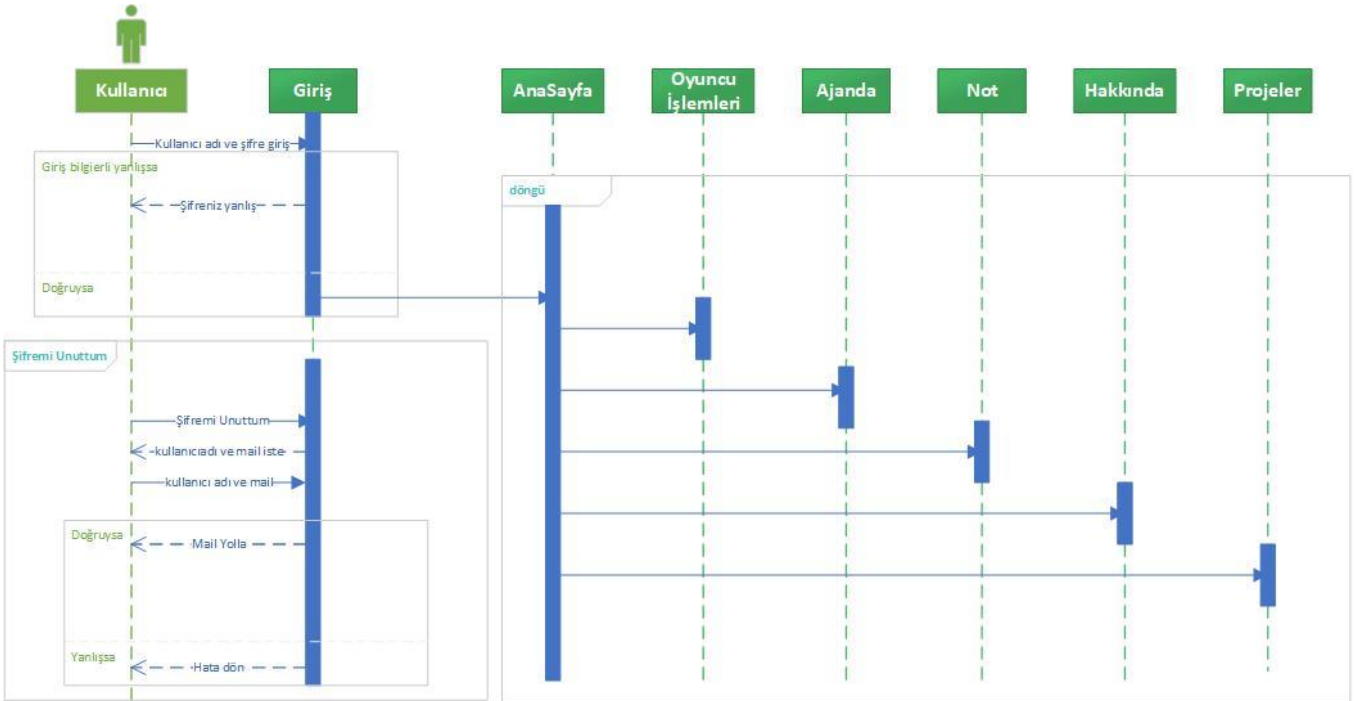 Kullanıcı
Giriş
AnaSayfa
Oyuncu
İşlemleri
Ajanda
Not
Hakkında
Projeler
Kullanıcı adı ve şifre giriş
Giriş bilgierli yanlışsa
Şifreniz yanlış
Doğruysa
döngü
Şifremi Unuttum
Şifremi Unuttum
kullanıcıadı ve mail iste
kullanıcı adı ve mail
Doğruysa
Mail Yolla
Yanlışsa
Hata dön